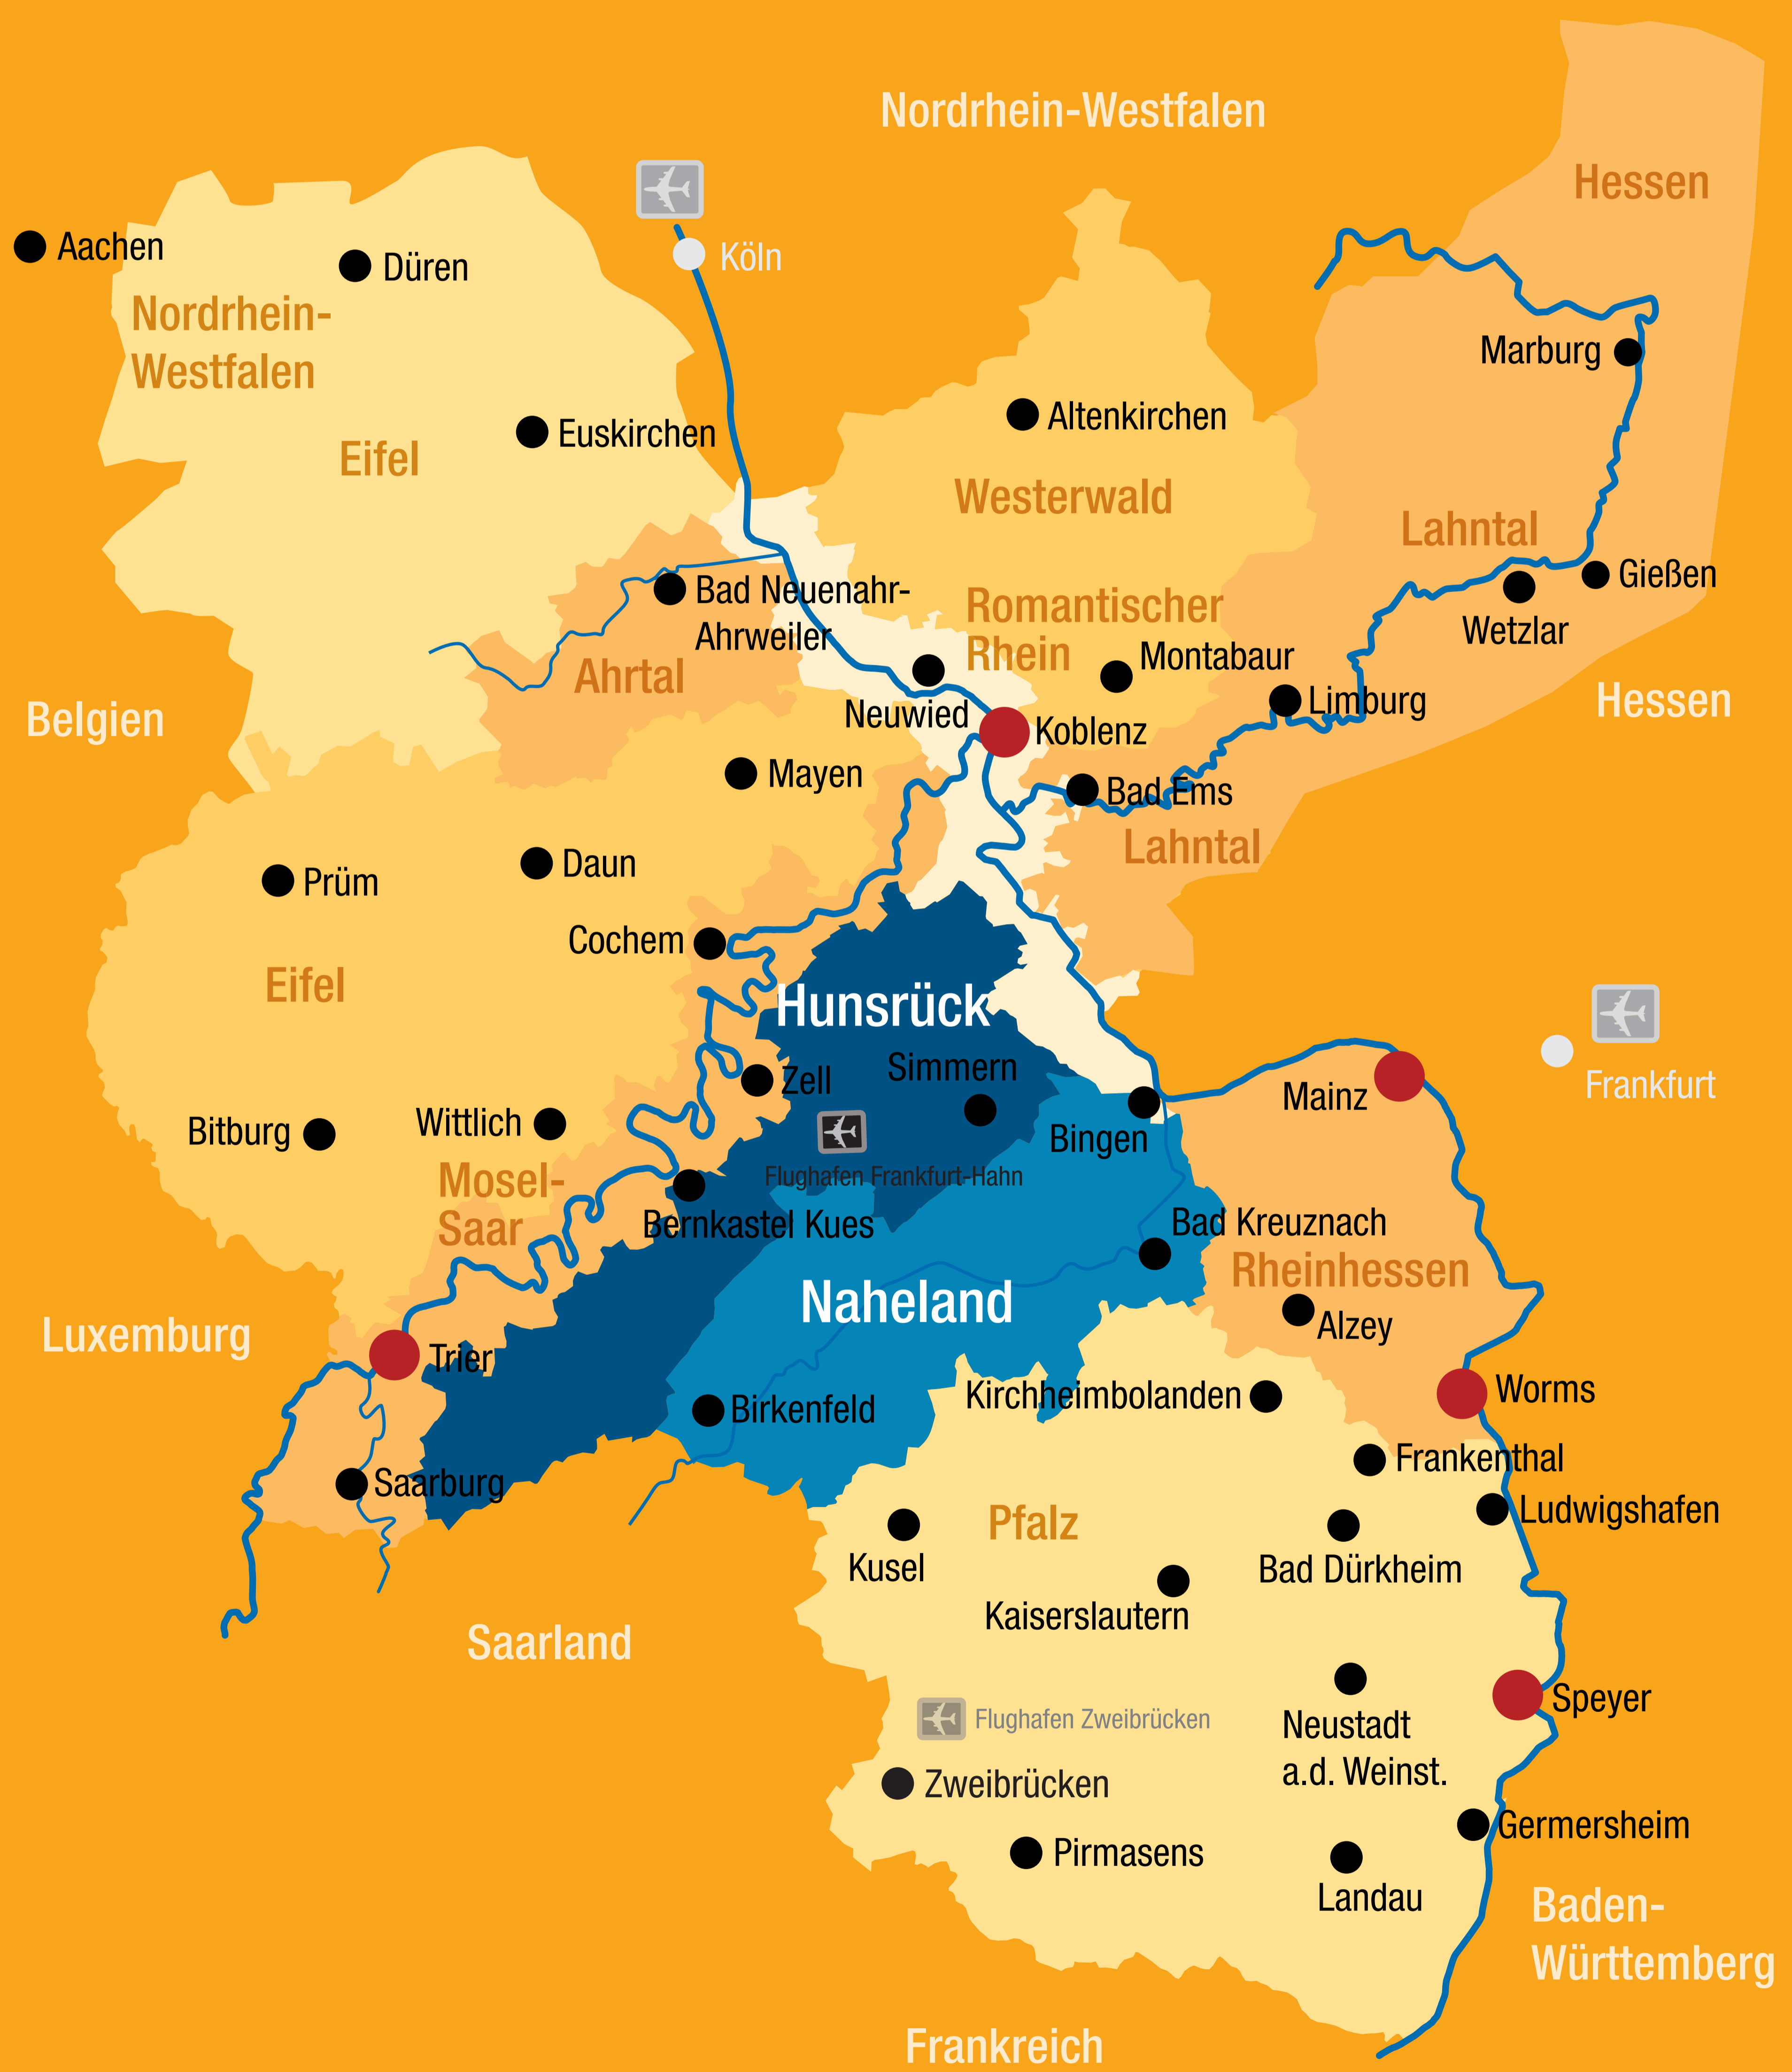 Nordrhein-Westfalen
Hessen
Aachen
Düren
Köln
Nordrhein-
Westfalen
Marburg
Euskirchen
Altenkirchen
Eifel
Westerwald
Lahntal
Gießen
Bad Neuenahr-
Ahrweiler
Romantischer
Rhein
Wetzlar
Montabaur
Ahrtal
Limburg
Hessen
Belgien
Neuwied
Koblenz
Mayen
Bad Ems
Lahntal
Daun
Prüm
Cochem
Eifel
Hunsrück
Simmern
Zell
Frankfurt
Mainz
Wittlich
Bitburg
Bingen
Flughafen Frankfurt-Hahn
Mosel-
Saar
Bernkastel Kues
Bad Kreuznach
Rheinhessen
Naheland
Alzey
Luxemburg
Trier
Kirchheimbolanden
Worms
Birkenfeld
Frankenthal
Saarburg
Ludwigshafen
Pfalz
Kusel
Bad Dürkheim
Kaiserslautern
Saarland
Speyer
Flughafen Zweibrücken
Neustadt
a.d. Weinst.
Zweibrücken
Germersheim
Pirmasens
Landau
Baden-
Württemberg
Frankreich